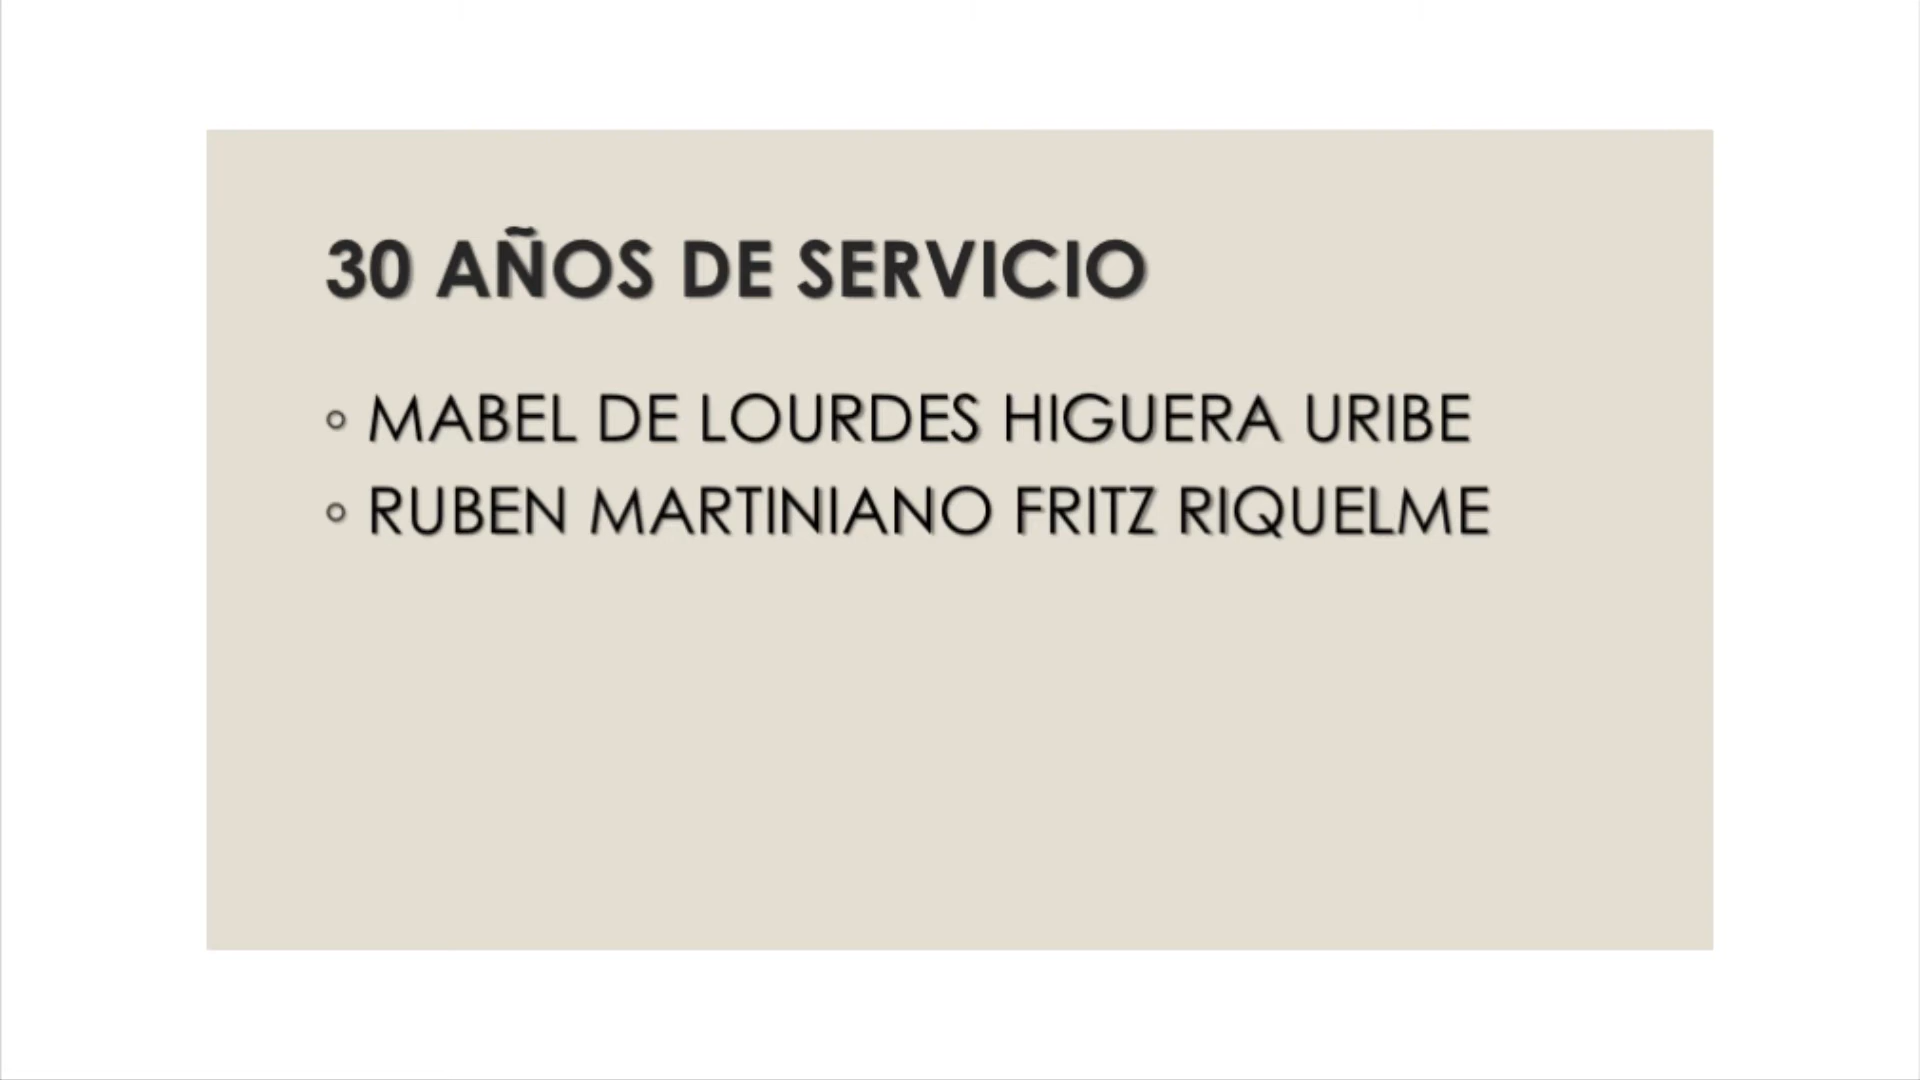 30 AÑOS DE SERVICIO
◦ MABEL DE LOURDES HIGUERA URIBE
◦ RUBEN MARTINIANO FRITZ RIQUELME